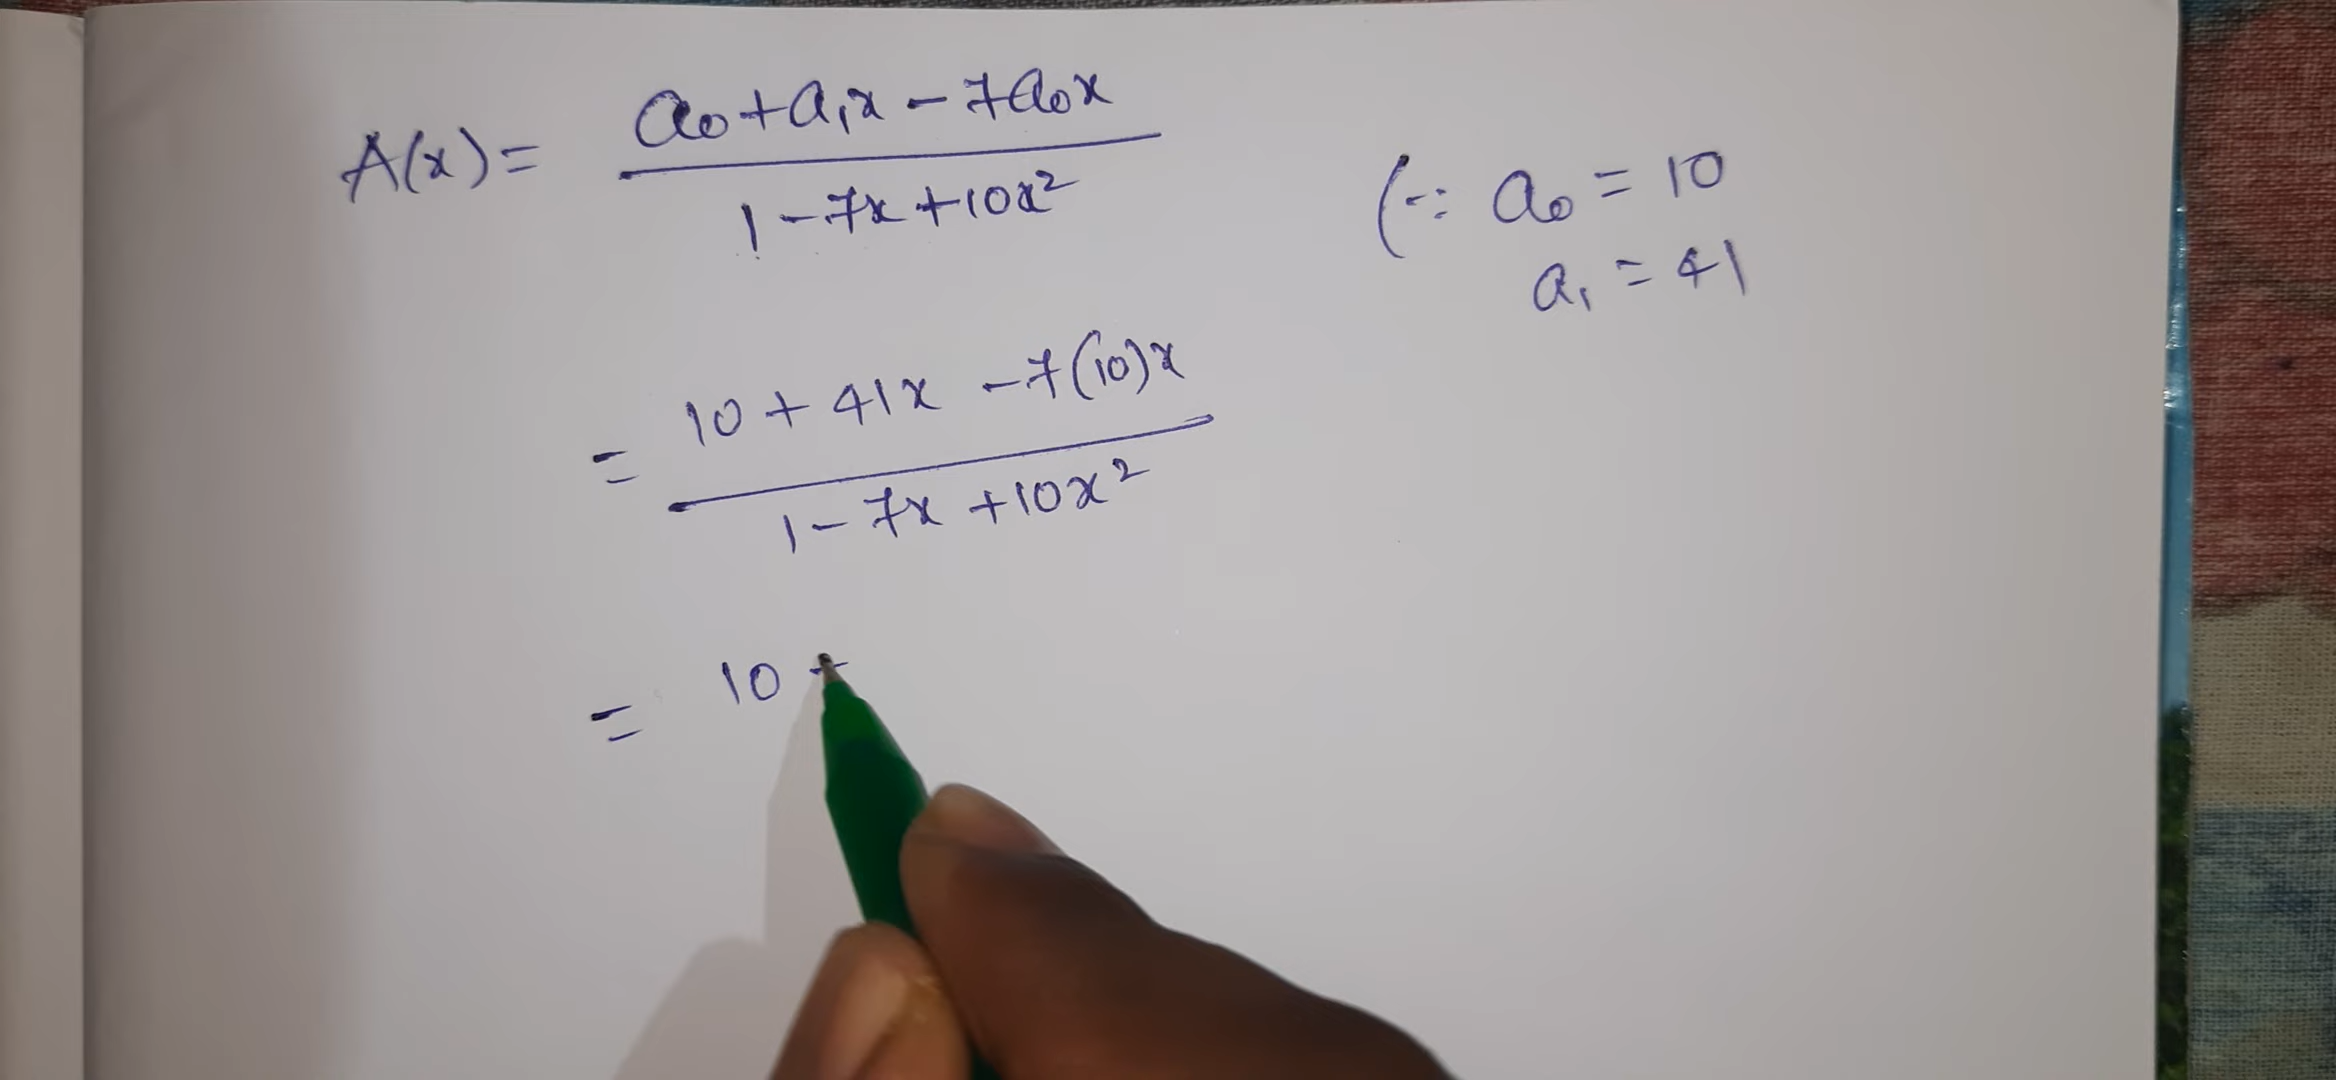 A(x) = (a₀ + a₁x - 7a₀x) / (1 - 7x + 10x²)
(∵ a₀ = 10
a₁ = 41
= (10 + 41x - 7(10)x) / (1 - 7x + 10x²)
= 10 +